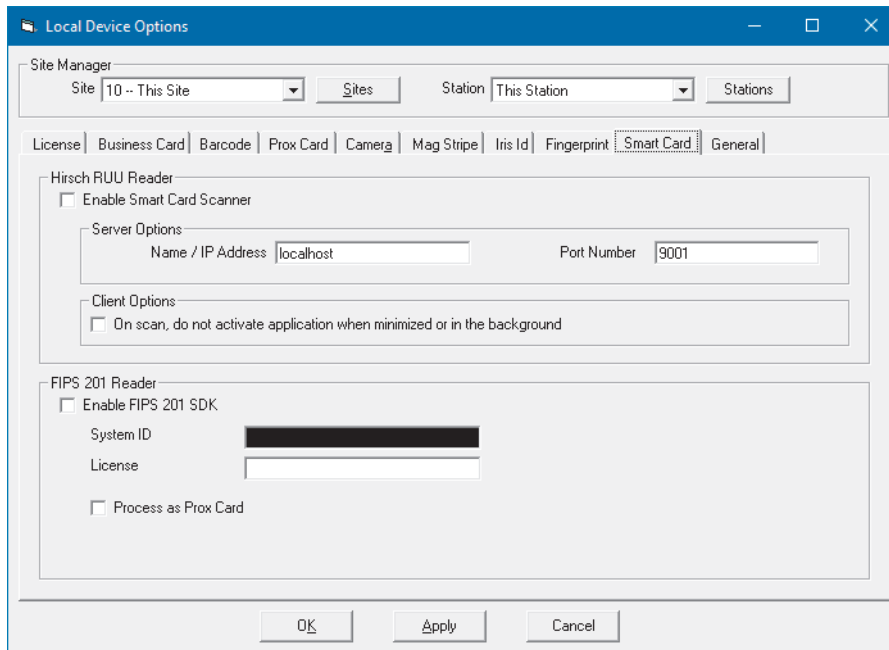 Local Device Options
Site Manager
Site 10 -- This Site Sites Station This Station Stations
License Business Card Barcode Prox Card Camera Mag Stripe Iris Id Fingerprint Smart Card General
Hirsch RUU Reader
Enable Smart Card Scanner
Server Options
Name / IP Address localhost Port Number 9001
Client Options
On scan, do not activate application when minimized or in the background
FIPS 201 Reader
Enable FIPS 201 SDK
System ID
License
Process as Prox Card
OK Apply Cancel